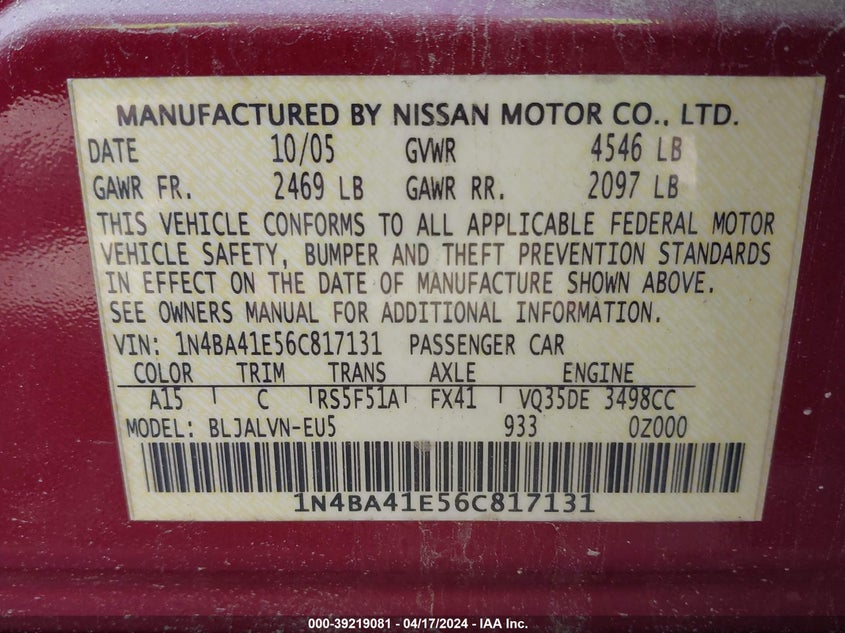 MANUFACTURED BY NISSAN MOTOR CO., LTD.
DATE 10/05 GVWR 4546 LB
GAWR FR. 2469 LB GAWR RR. 2097 LB
THIS VEHICLE CONFORMS TO ALL APPLICABLE FEDERAL MOTOR
VEHICLE SAFETY, BUMPER AND THEFT PREVENTION STANDARDS
IN EFFECT ON THE DATE OF MANUFACTURE SHOWN ABOVE.
SEE OWNERS MANUAL FOR ADDITIONAL INFORMATION.
VIN: 1N4BA41E56C817131 PASSENGER CAR
COLOR TRIM TRANS AXLE ENGINE
A15 C RS5F51A FX41 VQ35DE 3498CC
MODEL: BLJALVN-EU5 933 0Z000
1N4BA41E56C817131
000-39219081 - 04/17/2024 - IAA Inc.